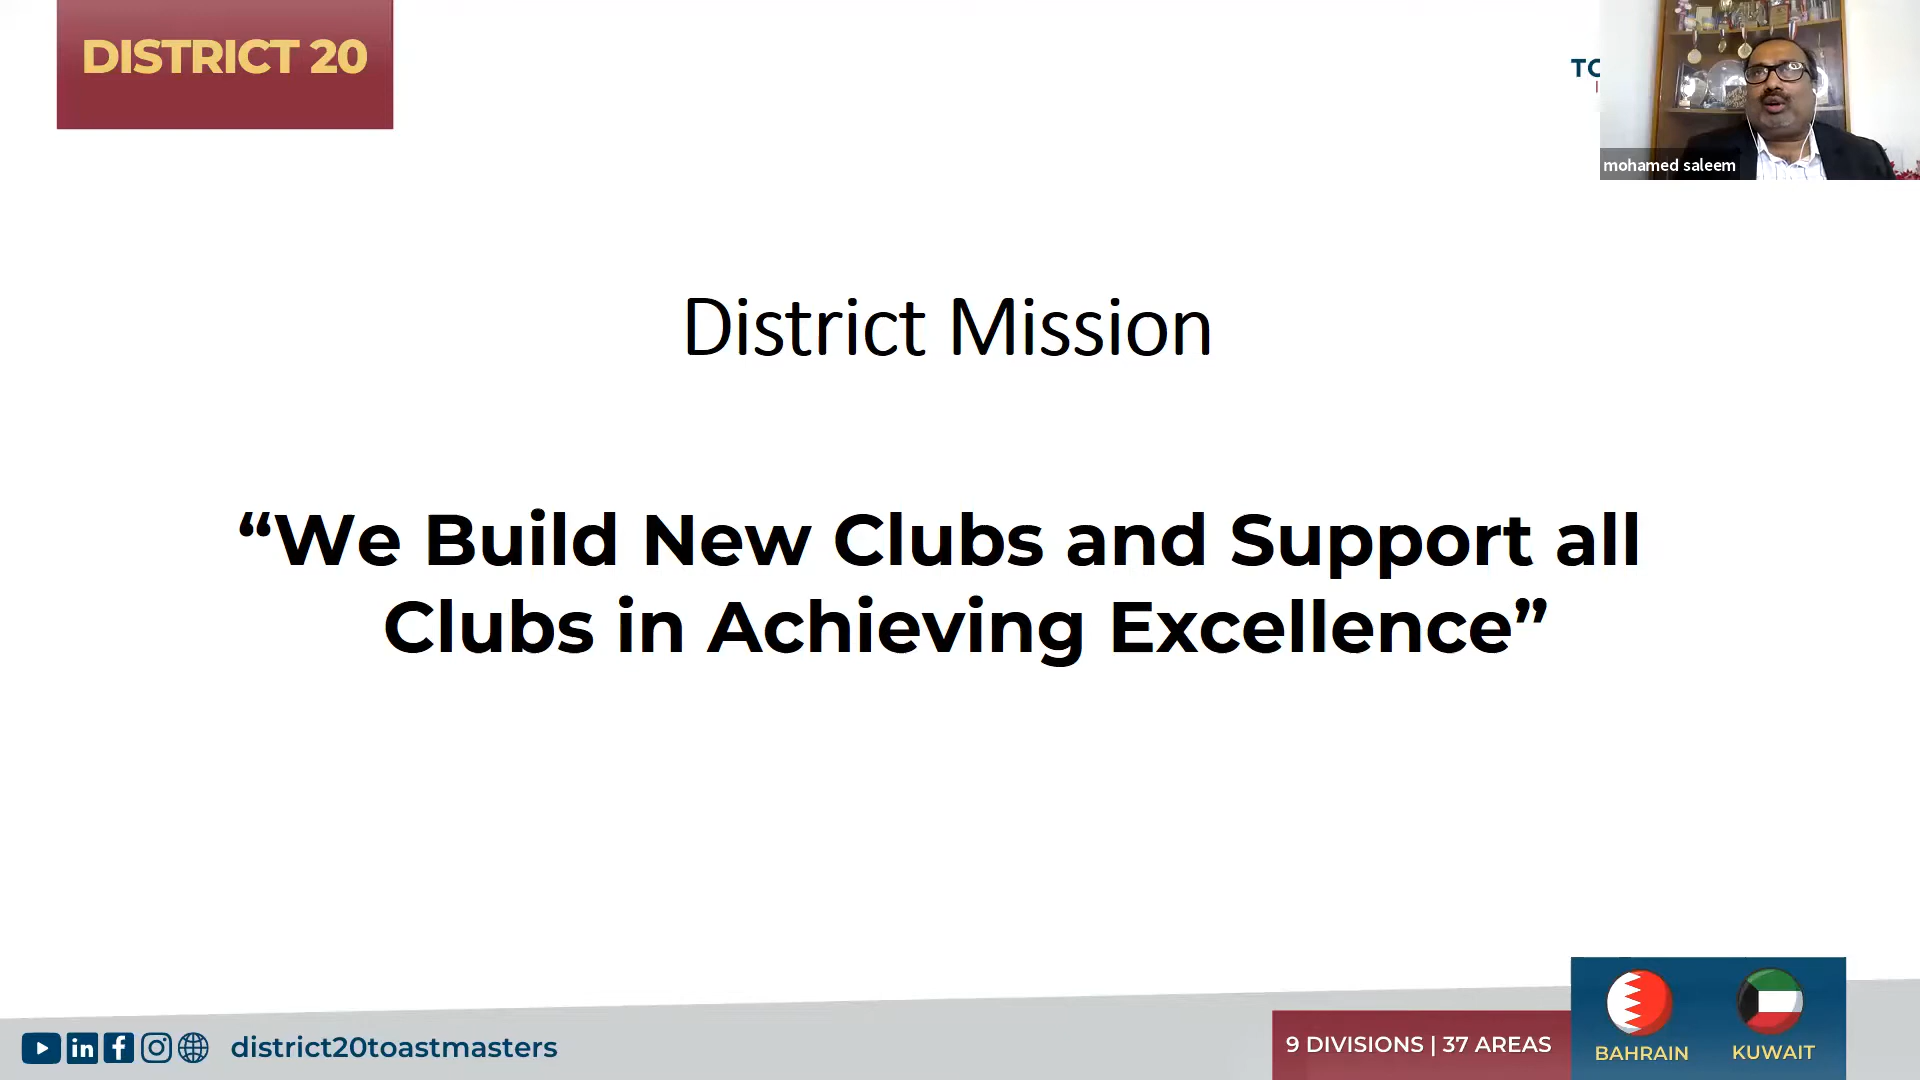 DISTRICT 20
mohamed saleem
District Mission
“We Build New Clubs and Support all
Clubs in Achieving Excellence”
district20toastmasters
9 DIVISIONS | 37 AREAS
BAHRAIN
KUWAIT